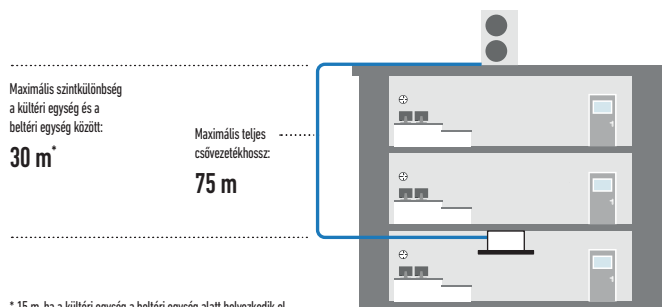 Maximális szintkülönbség
a kültéri egység és a
beltéri egység között:
30 m*
Maximális teljes
csővezetékhossz:
75 m
* 15 m, ha a kültéri egység a beltéri egység alatt helyezkedik el